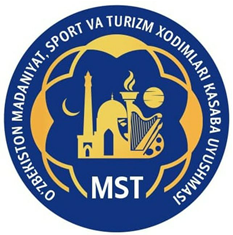 O'ZBEKISTON MADANIYAT, SPORT VA TURIZM XODIMLARI KASABA UYUSHMASI
MST